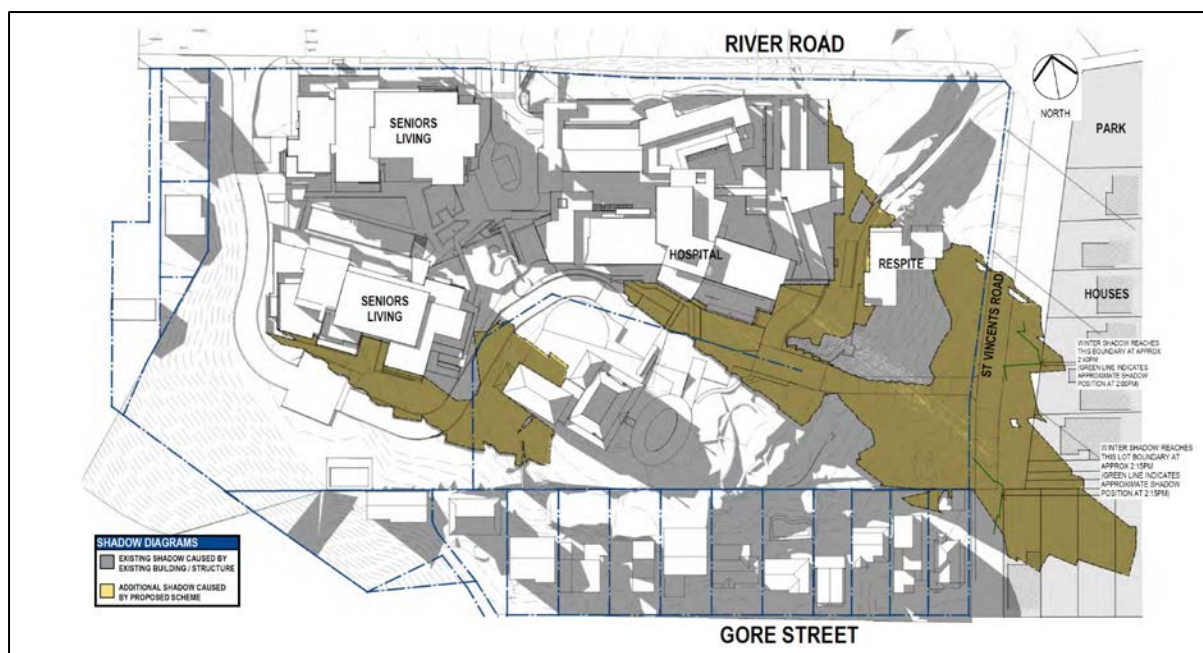 RIVER ROAD
NORTH
PARK
SENIORS
LIVING
HOSPITAL
RESPITE
ST VINCENTS ROAD
HOUSES
SENIORS
LIVING
WINTER SHADOW REACHES
THIS BOUNDARY AT APPROX
2:40PM
(GREEN LINE INDICATES
APPROXIMATE SHADOW
POSITION AT 2:00PM)
WINTER SHADOW REACHES
THIS LOT BOUNDARY AT
APPROX 2:15PM
(GREEN LINE INDICATES
APPROXIMATE SHADOW
POSITION AT 2:15PM)
SHADOW DIAGRAMS
EXISTING SHADOW CAUSED BY
EXISTING BUILDING / STRUCTURE
ADDITIONAL SHADOW CAUSED
BY PROPOSED SCHEME
GORE STREET